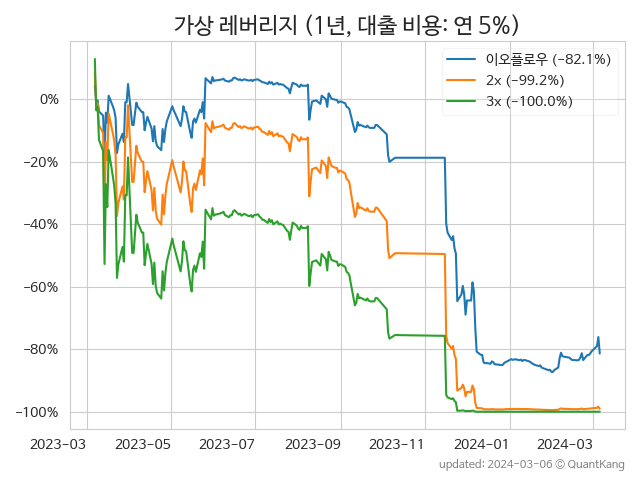 가상 레버리지 (1년, 대출 비용: 연 5%)
이오플로우 (−82.1%)
2x (−99.2%)
3x (−100.0%)
0%
−20%
−40%
−60%
−80%
−100%
2023-03 2023-05 2023-07 2023-09 2023-11 2024-01 2024-03
updated: 2024-03-06 © QuantKang